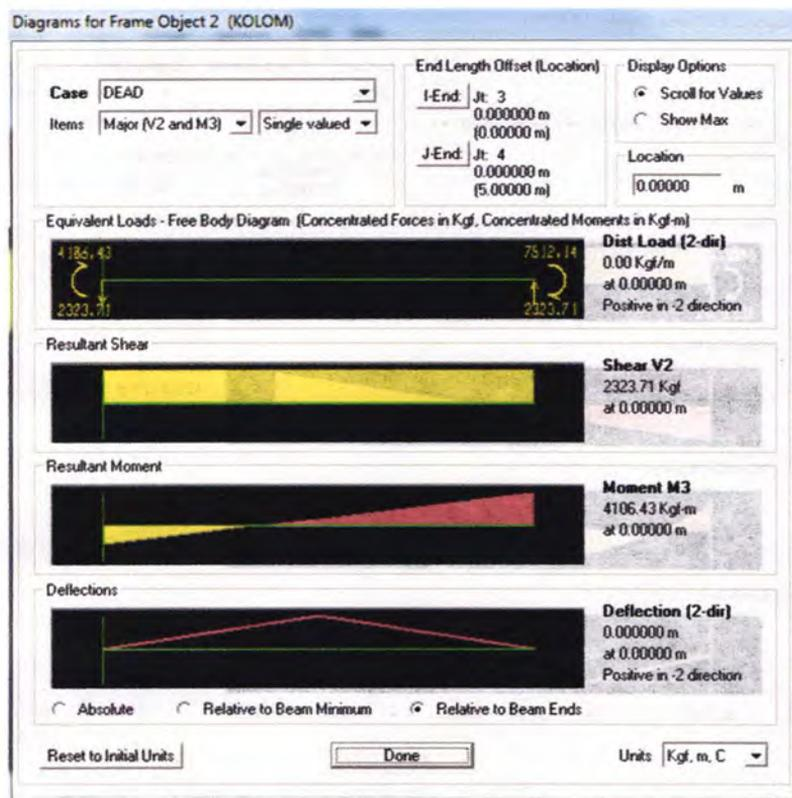 Diagrams for Frame Object 2 (KOLOM)
Case DEAD
Items Major (V2 and M3) Single valued
End Length Offset (Location)
I-End: Jt: 3
0.000000 m
(0.00000 m)
J-End: Jt: 4
0.000000 m
(5.00000 m)
Display Options
Scroll for Values
Show Max
Location
0.00000 m
Equivalent Loads - Free Body Diagram (Concentrated Forces in Kgf, Concentrated Moments in Kgf-m)
4106.43 7512.14
2323.71 2323.71
Dist Load (2-dir)
0.00 Kgf/m
at 0.00000 m
Positive in -2 direction
Resultant Shear
Shear V2
2323.71 Kgf
at 0.00000 m
Resultant Moment
Moment M3
4106.43 Kgf-m
at 0.00000 m
Deflections
Deflection (2-dir)
0.000000 m
at 0.00000 m
Positive in -2 direction
Absolute Relative to Beam Minimum Relative to Beam Ends
Reset to Initial Units Done Units Kgf, m, C